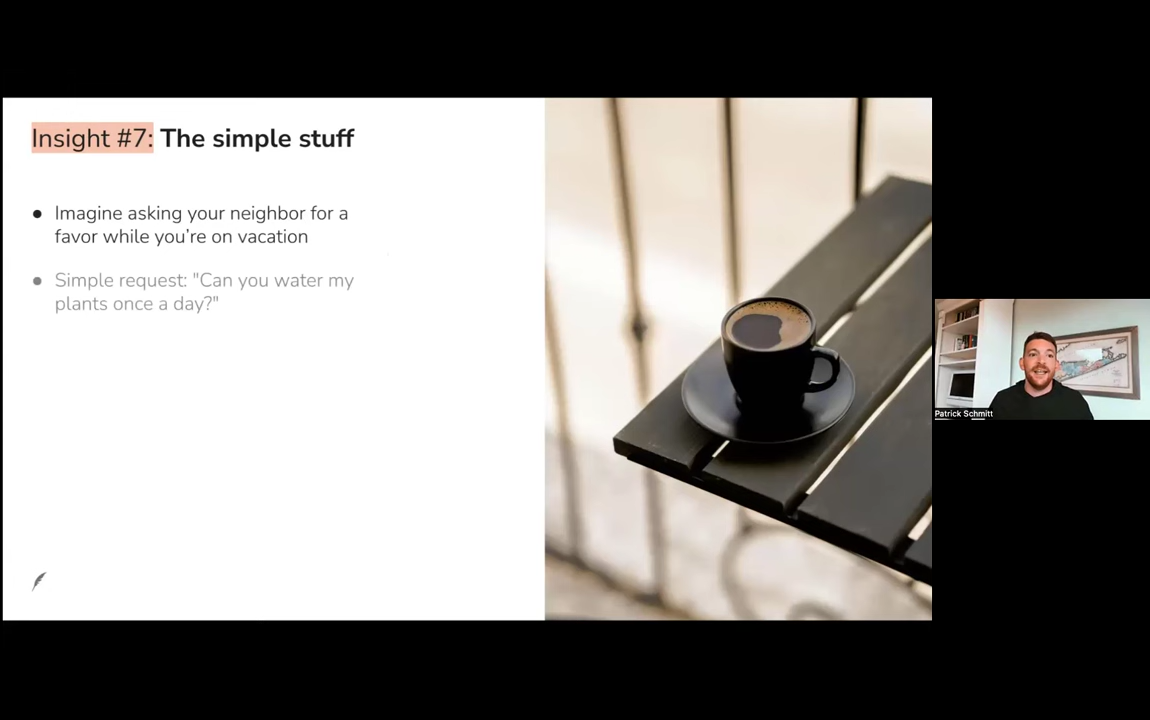 Insight #7: The simple stuff
● Imagine asking your neighbor for a
favor while you’re on vacation
● Simple request: "Can you water my
plants once a day?"
Patrick Schmitt